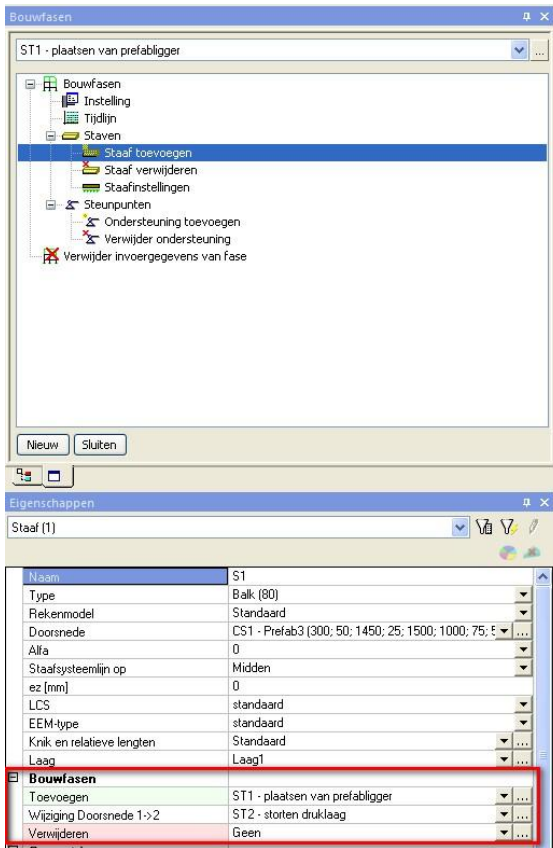 Bouwfasen
ST1 - plaatsen van prefabligger
...
Bouwfasen
Instelling
Tijdlijn
Staven
Staaf toevoegen
Staaf verwijderen
Staafinstellingen
Steunpunten
Ondersteuning toevoegen
Verwijder ondersteuning
Verwijder invoergegevens van fase
Nieuw Sluiten
Eigenschappen
Staaf (1)
Naam S1
Type Balk (80)
Rekenmodel Standaard
Doorsnede CS1 - Prefab3 (300; 50; 1450; 25; 1500; 1000; 75; ...
Alfa 0
Staafsysteemlijn op Midden
ez [mm] 0
LCS standaard
EEM-type standaard
Knik en relatieve lengten Standaard ...
Laag Laag1 ...
Bouwfasen
Toevoegen ST1 - plaatsen van prefabligger ...
Wijziging Doorsnede 1->2 ST2 - storten druklaag ...
Verwijderen Geen ...